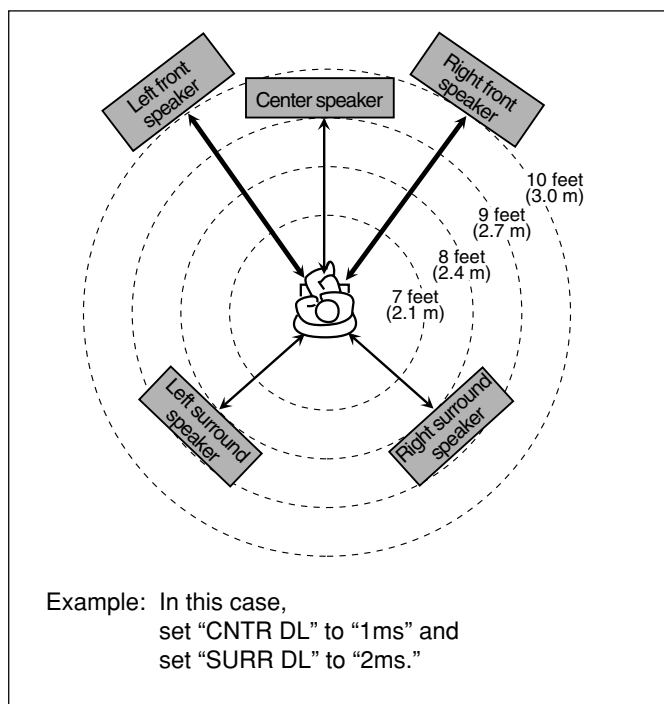 Left front
speaker
Center speaker
Right front
speaker
10 feet
(3.0 m)
9 feet
(2.7 m)
8 feet
(2.4 m)
7 feet
(2.1 m)
Left surround
speaker
Right surround
speaker
Example: In this case,
set “CNTR DL” to “1ms” and
set “SURR DL” to “2ms.”